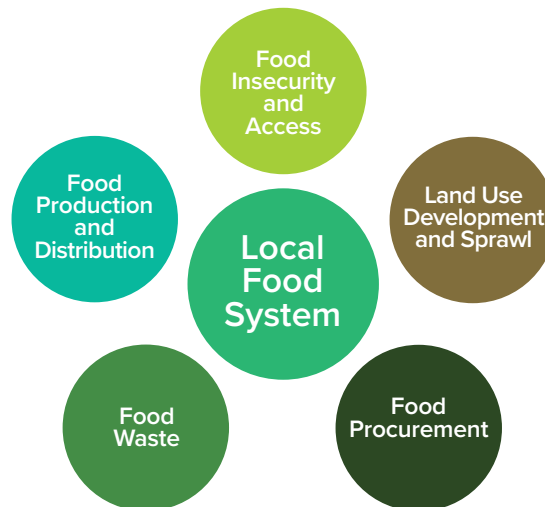 Food
Insecurity
and
Access
Food
Production
and
Distribution
Land Use
Development
and Sprawl
Local
Food
System
Food
Waste
Food
Procurement